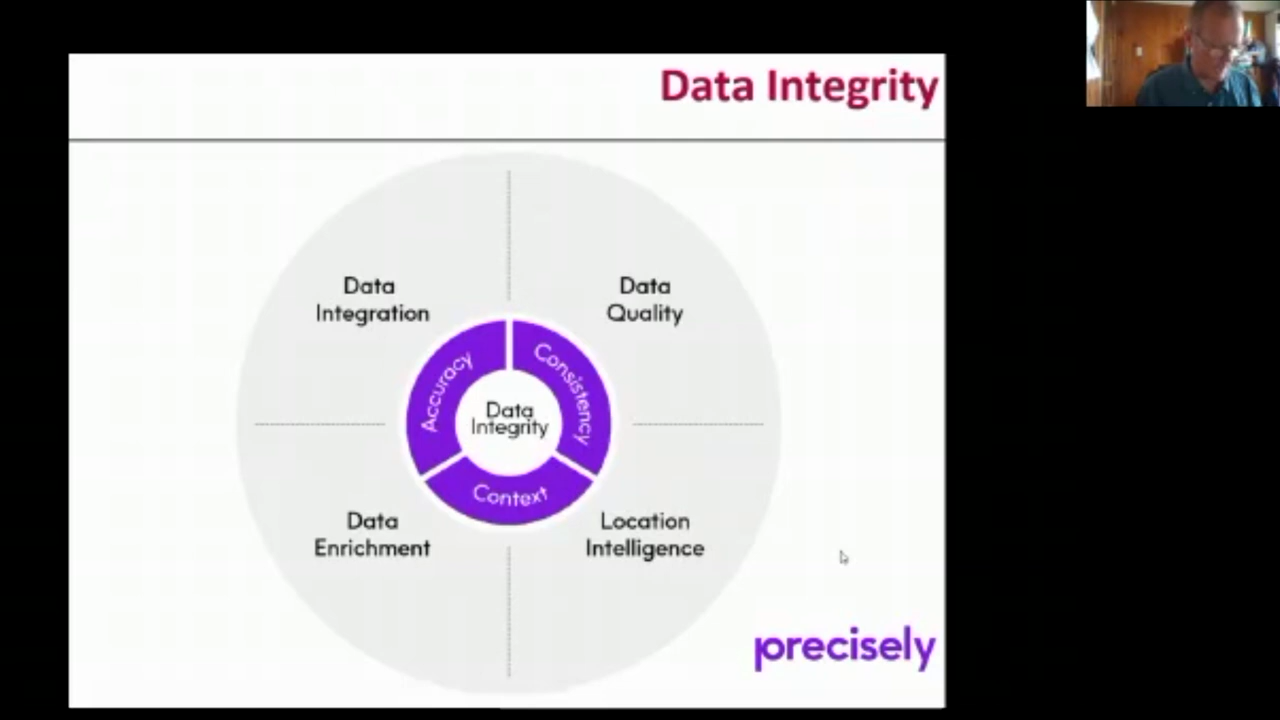 Data Integrity
Data
Integration
Data
Quality
Accuracy
Consistency
Data
Integrity
Context
Data
Enrichment
Location
Intelligence
precisely